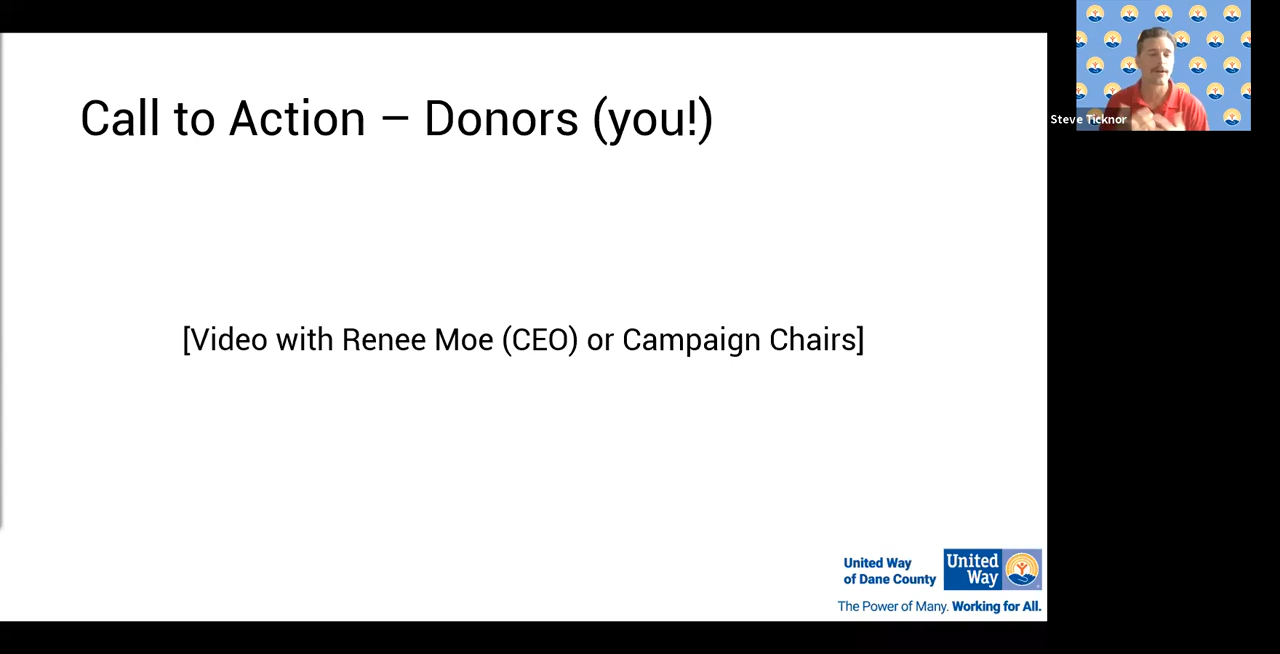 Call to Action – Donors (you!)
[Video with Renee Moe (CEO) or Campaign Chairs]
United Way
of Dane County
United
Way
The Power of Many. Working for All.
Steve Ticknor